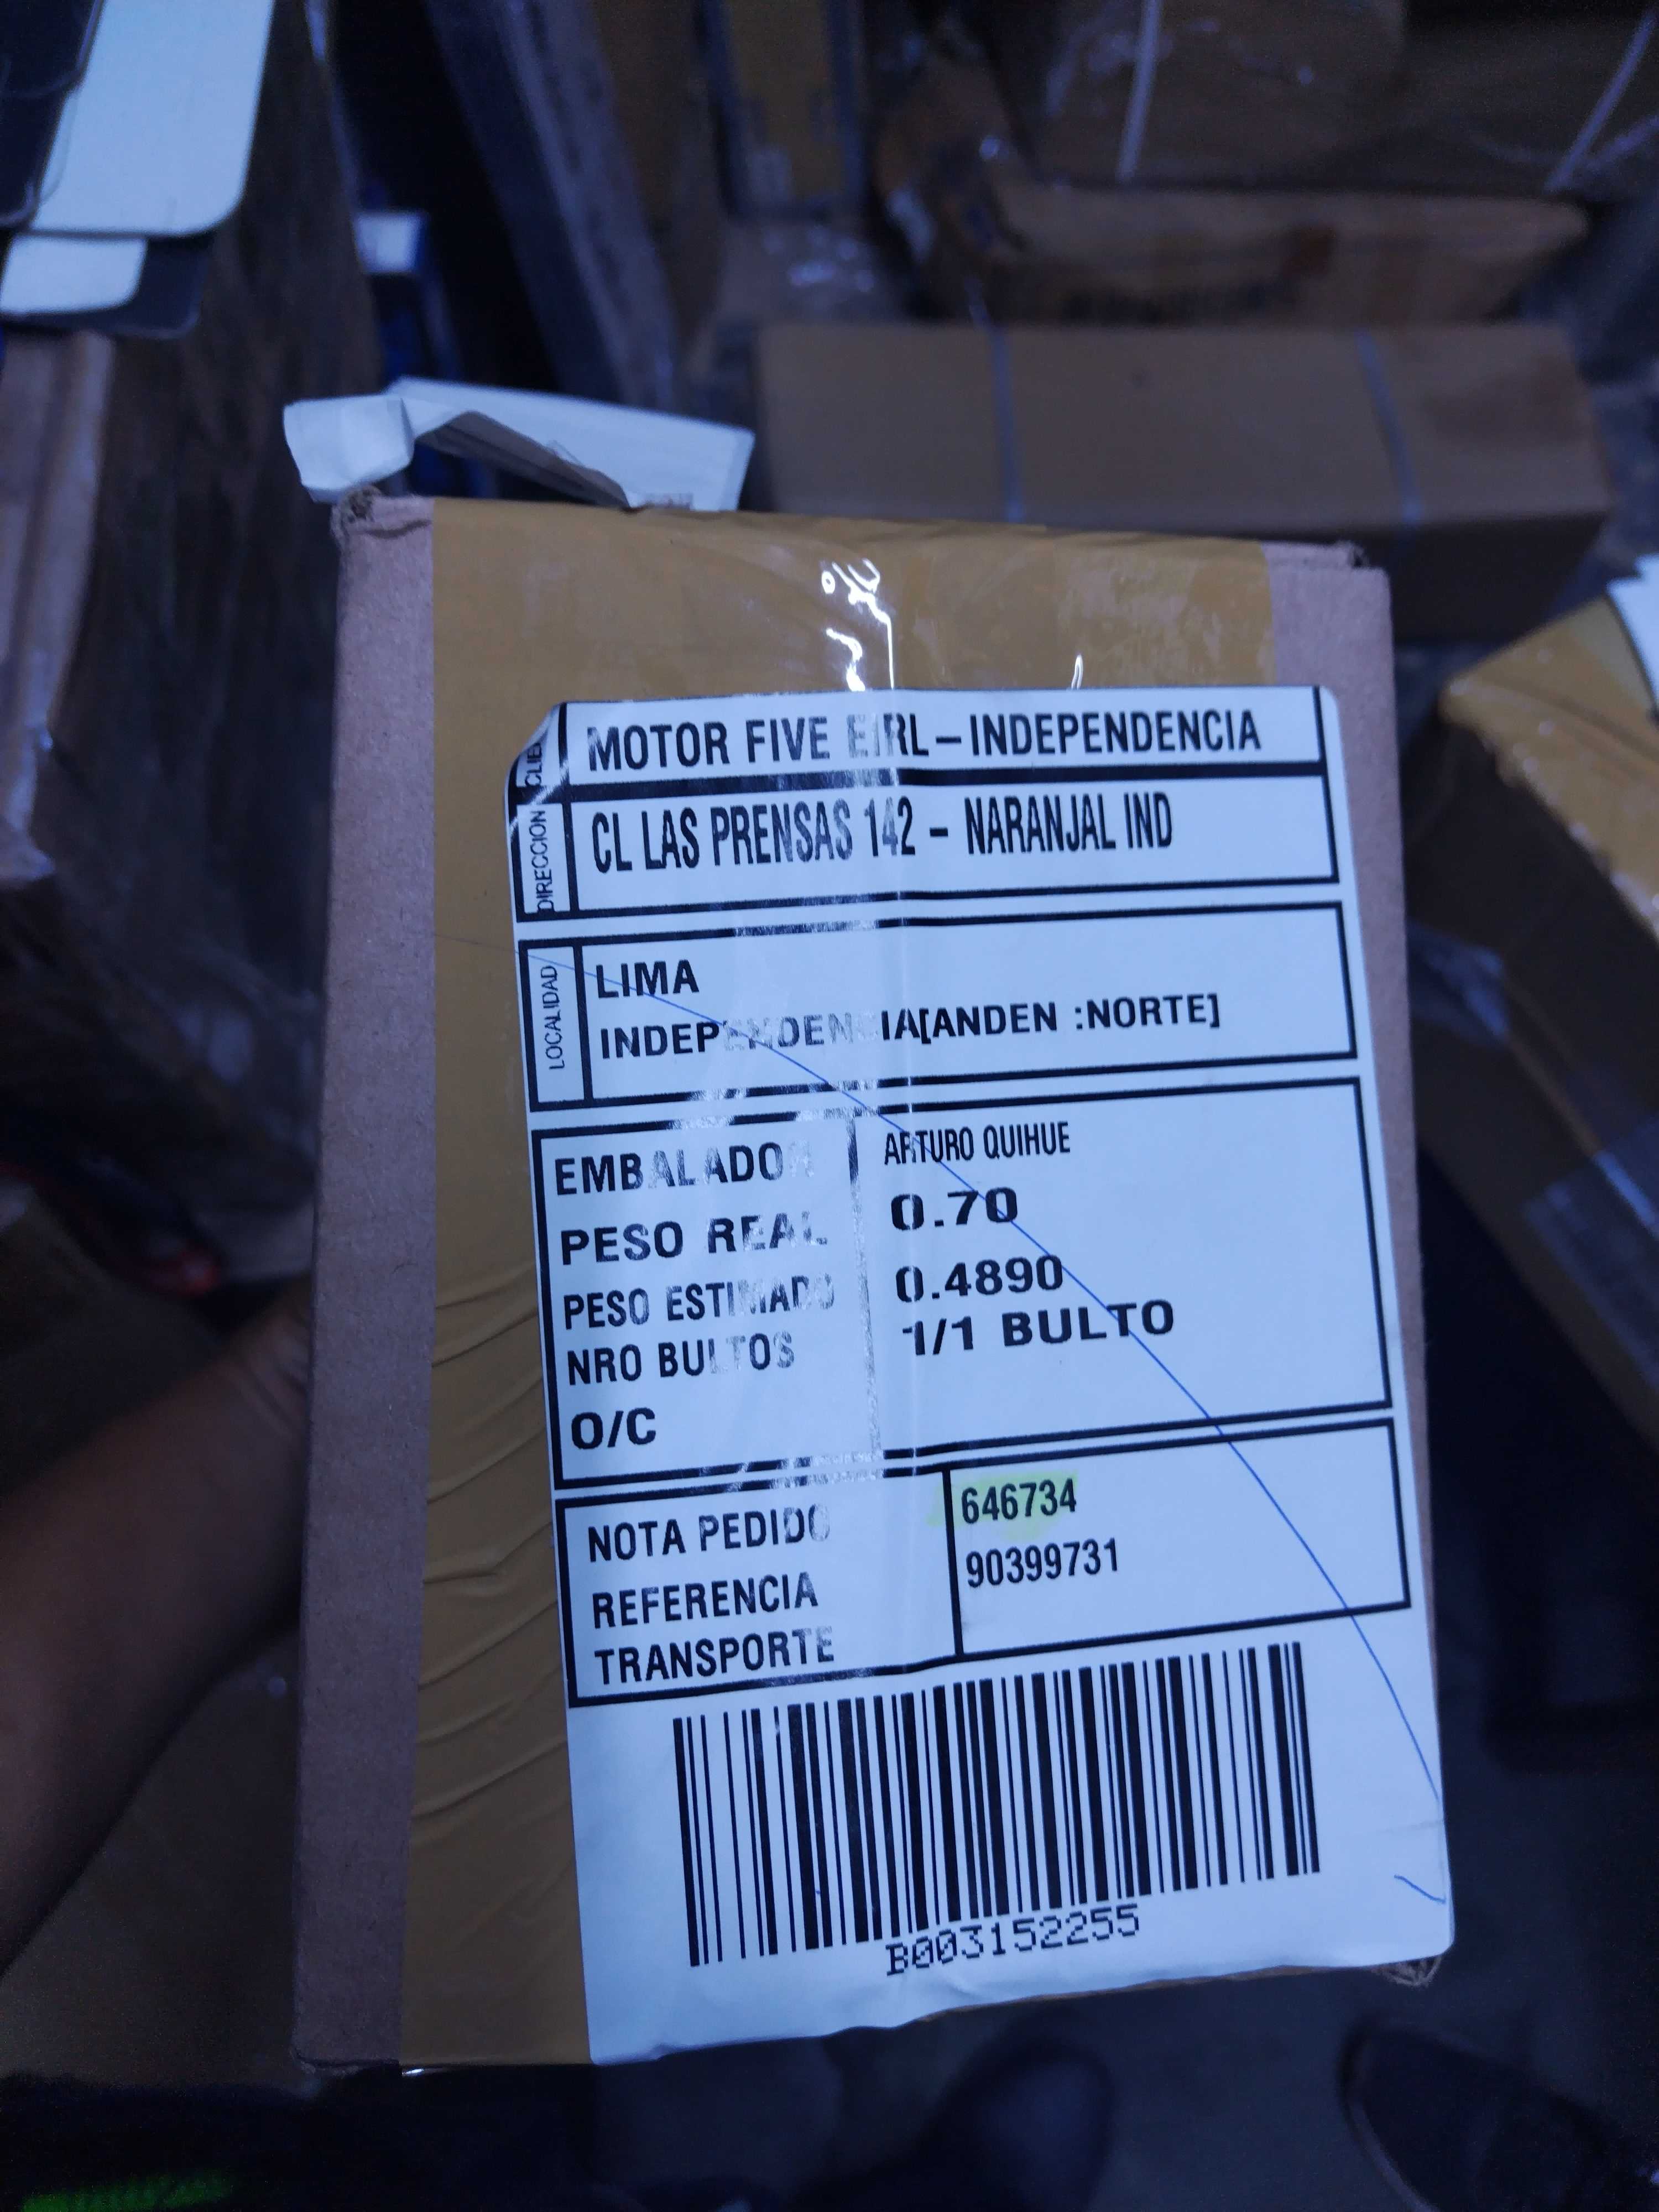 CLIE
MOTOR FIVE EIRL-INDEPENDENCIA
DIRECCION
CL LAS PRENSAS 142 - NARANJAL IND
LOCALIDAD
LIMA
INDEPENDENCIA[ANDEN :NORTE]
EMBALADOR ARTURO QUIHUE
PESO REAL 0.70
PESO ESTIMADO 0.4890
NRO BULTOS 1/1 BULTO
O/C
NOTA PEDIDO 646734
REFERENCIA 90399731
TRANSPORTE
B003152255